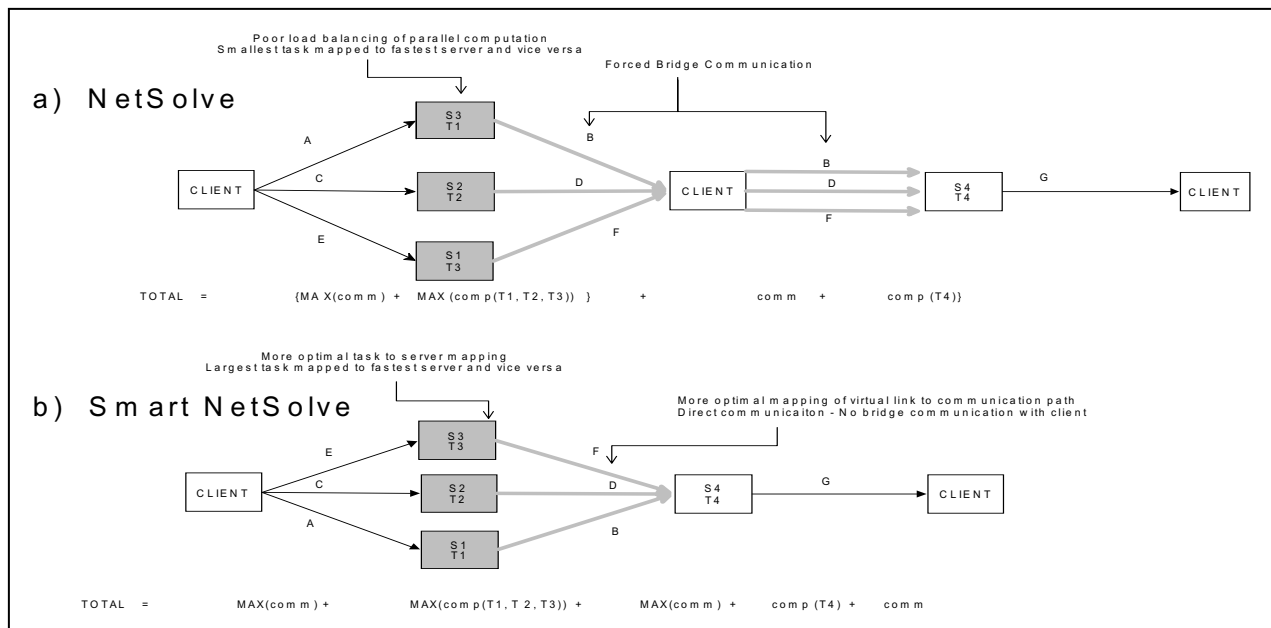 Poor load balancing of parallel computation
Smallest task mapped to fastest server and vice versa
Forced Bridge Communication
a) NetSolve
S3
T1
A
B
B
CLIENT
C
S2
T2
D
CLIENT
D
S4
T4
G
CLIENT
E
F
F
S1
T3
TOTAL = {MAX(comm) + MAX(comp(T1,T2,T3)) } + comm + comp(T4)}
More optimal task to server mapping
Largest task mapped to fastest server and vice versa
More optimal mapping of virtual link to communication path
Direct communicaiton - No bridge communication with client
b) Smart NetSolve
S3
T3
E
F
CLIENT
C
S2
T2
D
S4
T4
G
CLIENT
A
B
S1
T1
TOTAL = MAX(comm) + MAX(comp(T1,T2,T3)) + MAX(comm) + comp(T4) + comm